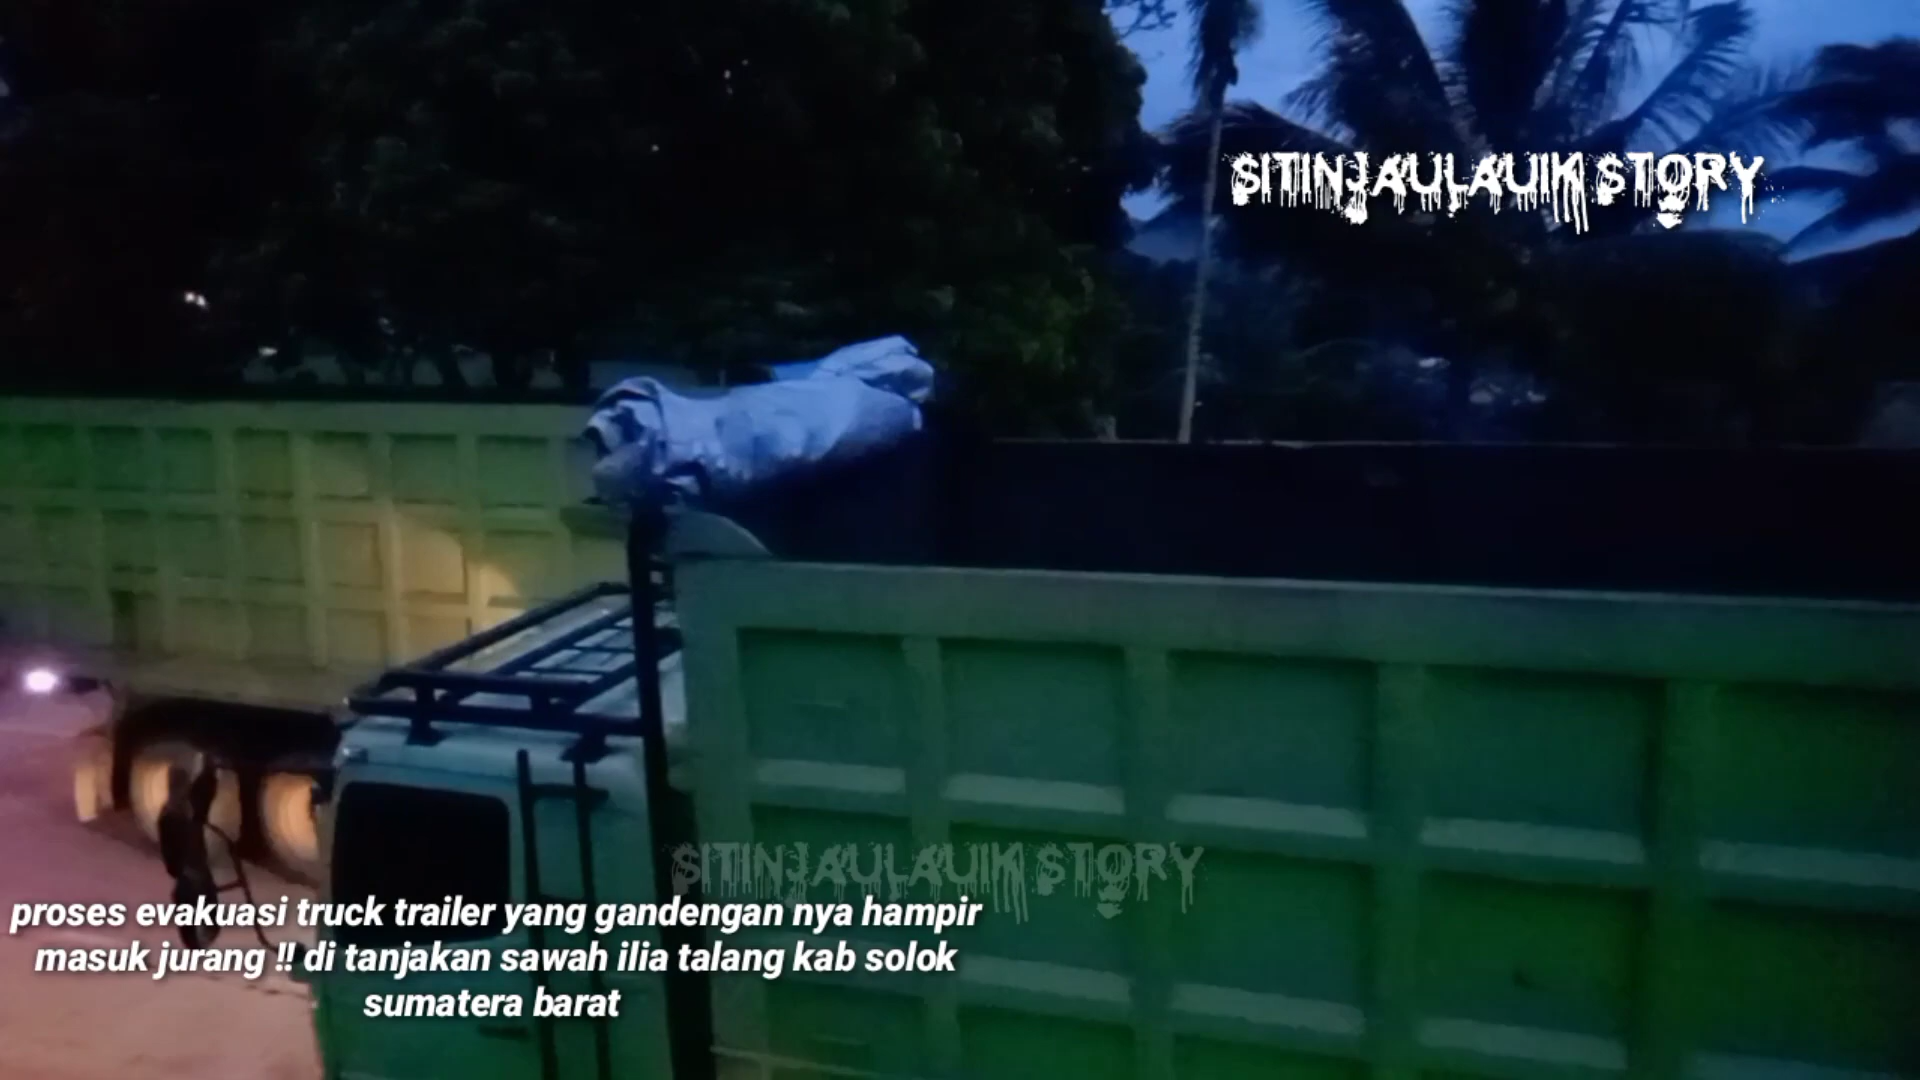 SITINJAULAUIK STORY
SITINJAULAUIK STORY
proses evakuasi truck trailer yang gandengan nya hampir
masuk jurang !! di tanjakan sawah ilia talang kab solok
sumatera barat